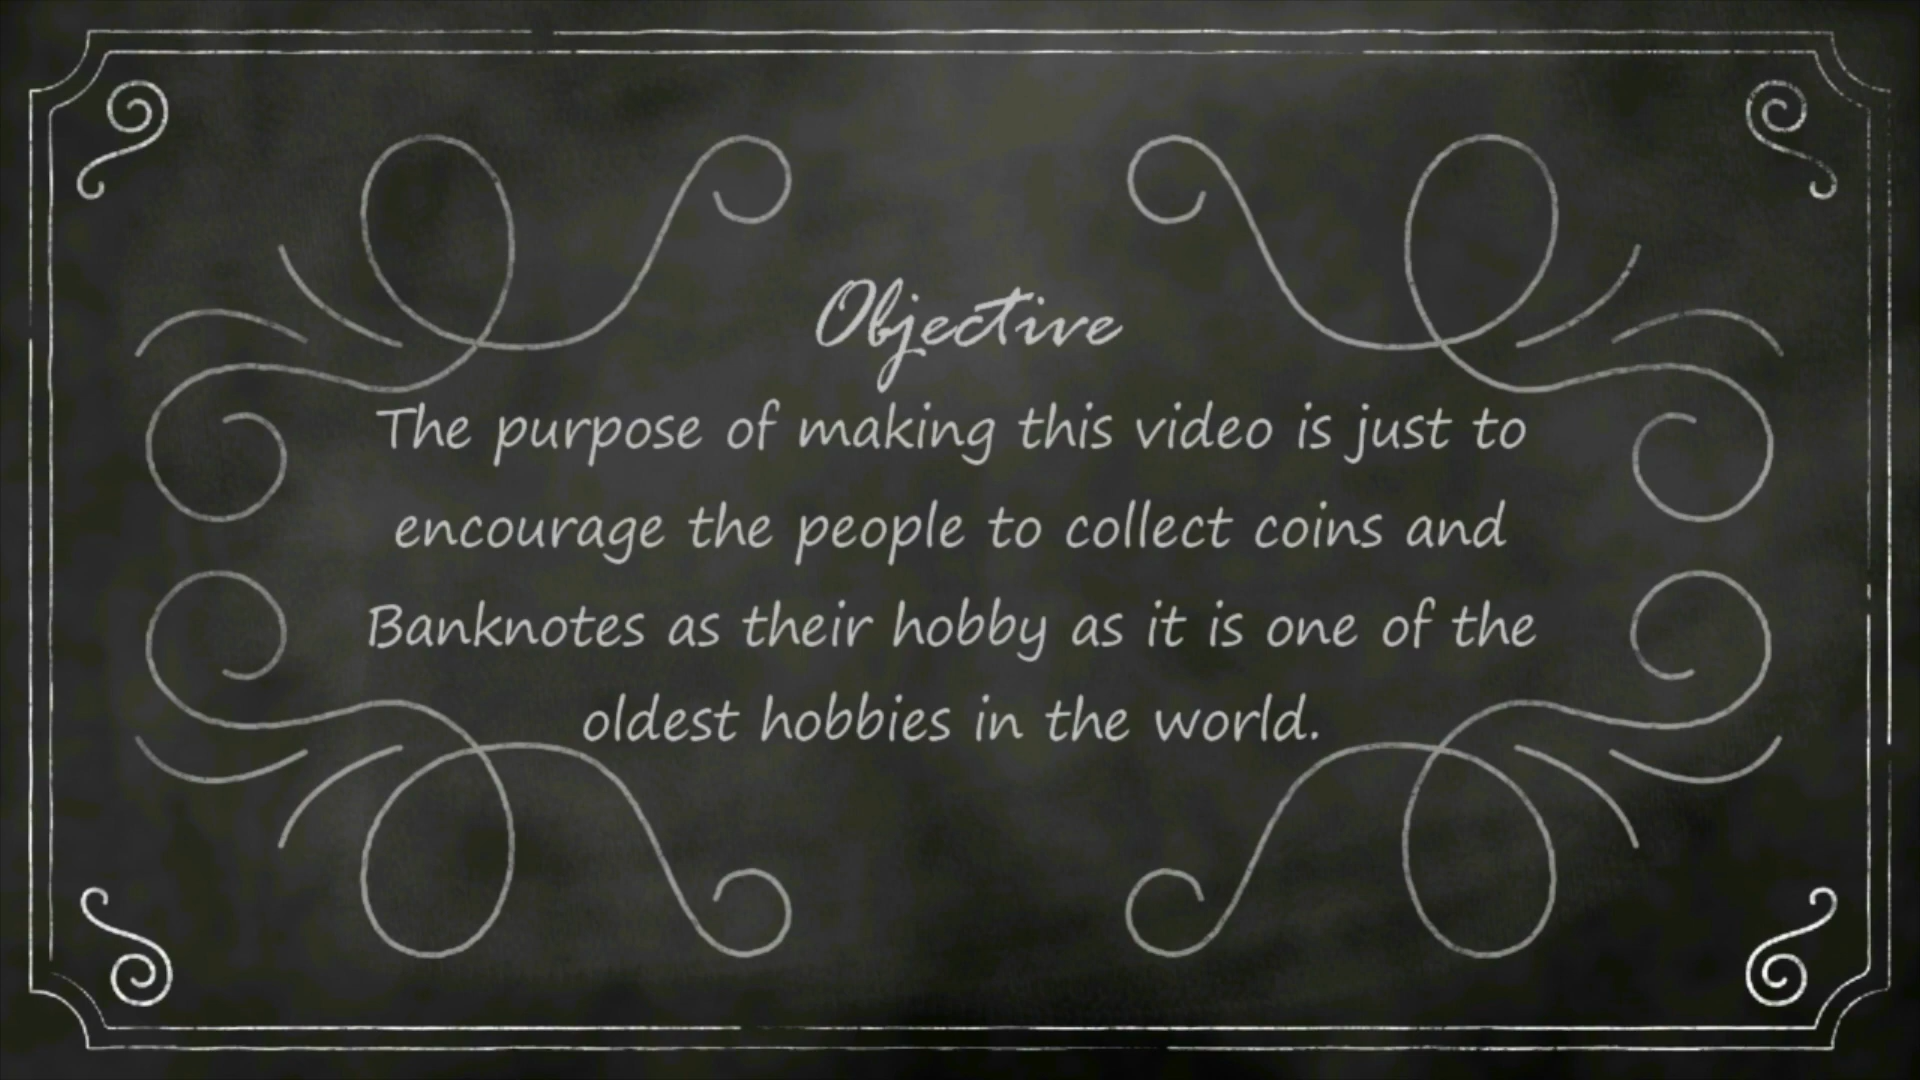 Objective
The purpose of making this video is just to
encourage the people to collect coins and
Banknotes as their hobby as it is one of the
oldest hobbies in the world.